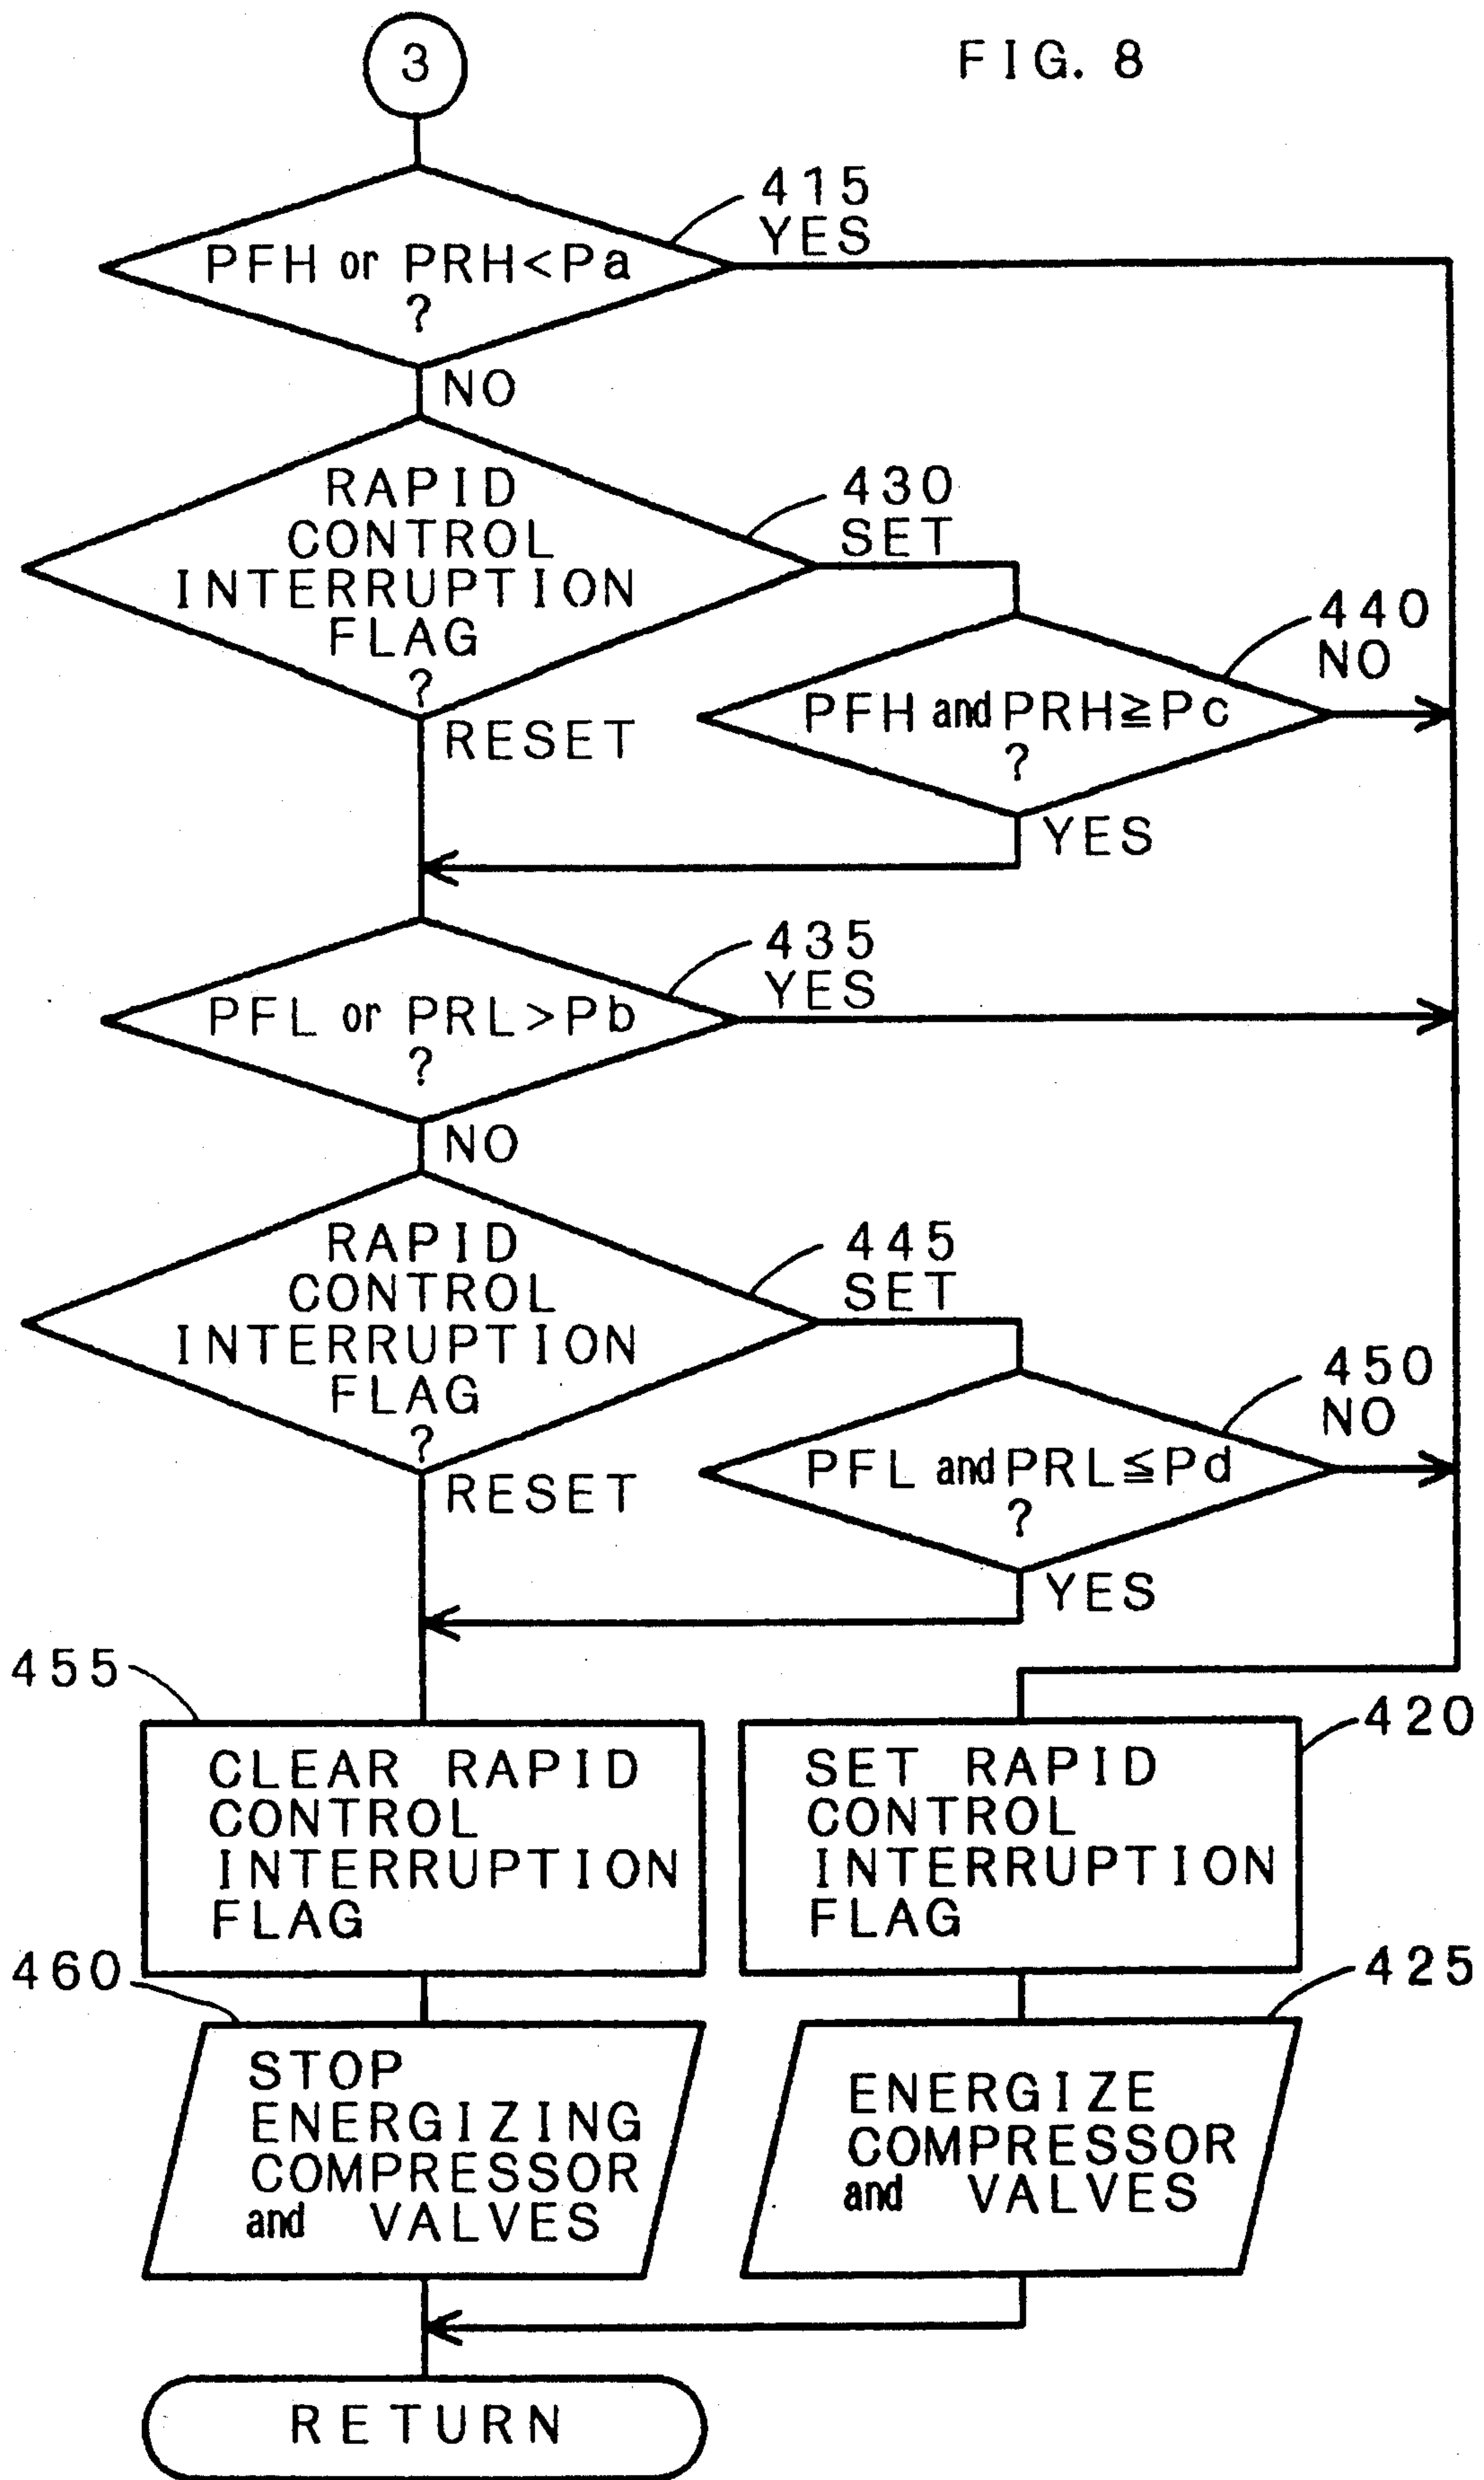 FIG. 8
3
415
YES
PFH or PRH<Pa
?
NO
RAPID
CONTROL
INTERRUPTION
FLAG
?
430
SET
RESET
440
NO
PFH and PRH≧Pc
?
YES
435
YES
PFL or PRL>Pb
?
NO
RAPID
CONTROL
INTERRUPTION
FLAG
?
445
SET
RESET
450
NO
PFL and PRL≦Pd
?
YES
455
CLEAR RAPID
CONTROL
INTERRUPTION
FLAG
420
SET RAPID
CONTROL
INTERRUPTION
FLAG
460
STOP
ENERGIZING
COMPRESSOR
and VALVES
425
ENERGIZE
COMPRESSOR
and VALVES
RETURN